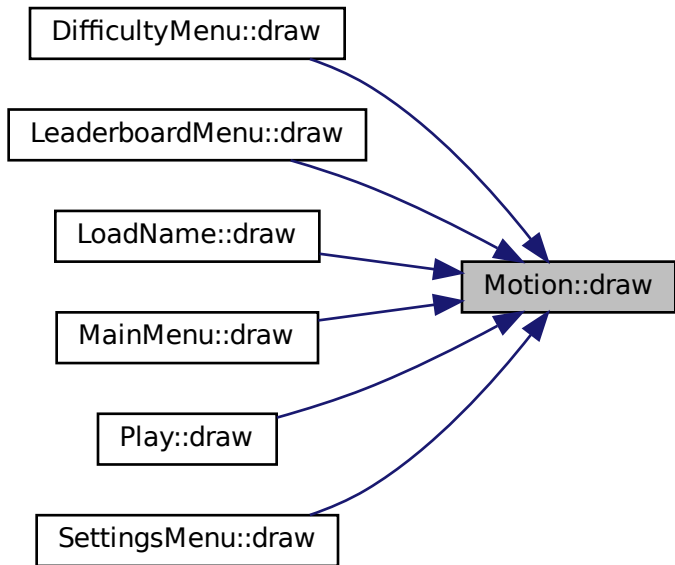 DifficultyMenu::draw
LeaderboardMenu::draw
LoadName::draw
Motion::draw
MainMenu::draw
Play::draw
SettingsMenu::draw